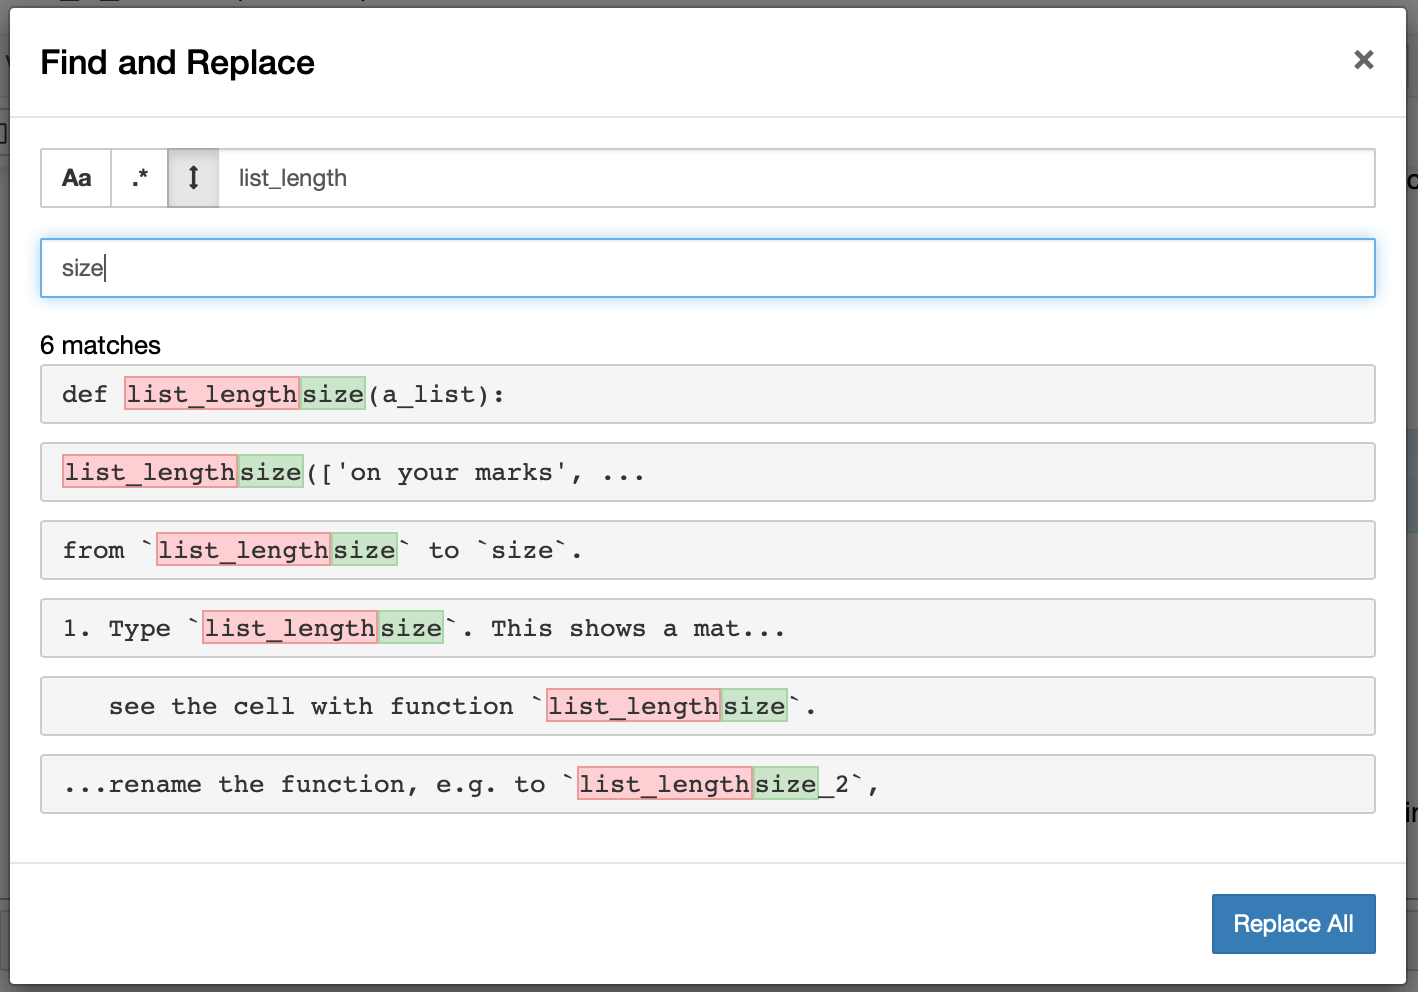 Find and Replace
×
Aa .* list_length
size
6 matches
def list_lengthsize(a_list):
list_lengthsize(['on your marks', ...
from `list_lengthsize` to `size`.
1. Type `list_lengthsize`. This shows a mat...
see the cell with function `list_lengthsize`.
...rename the function, e.g. to `list_lengthsize_2`,
Replace All